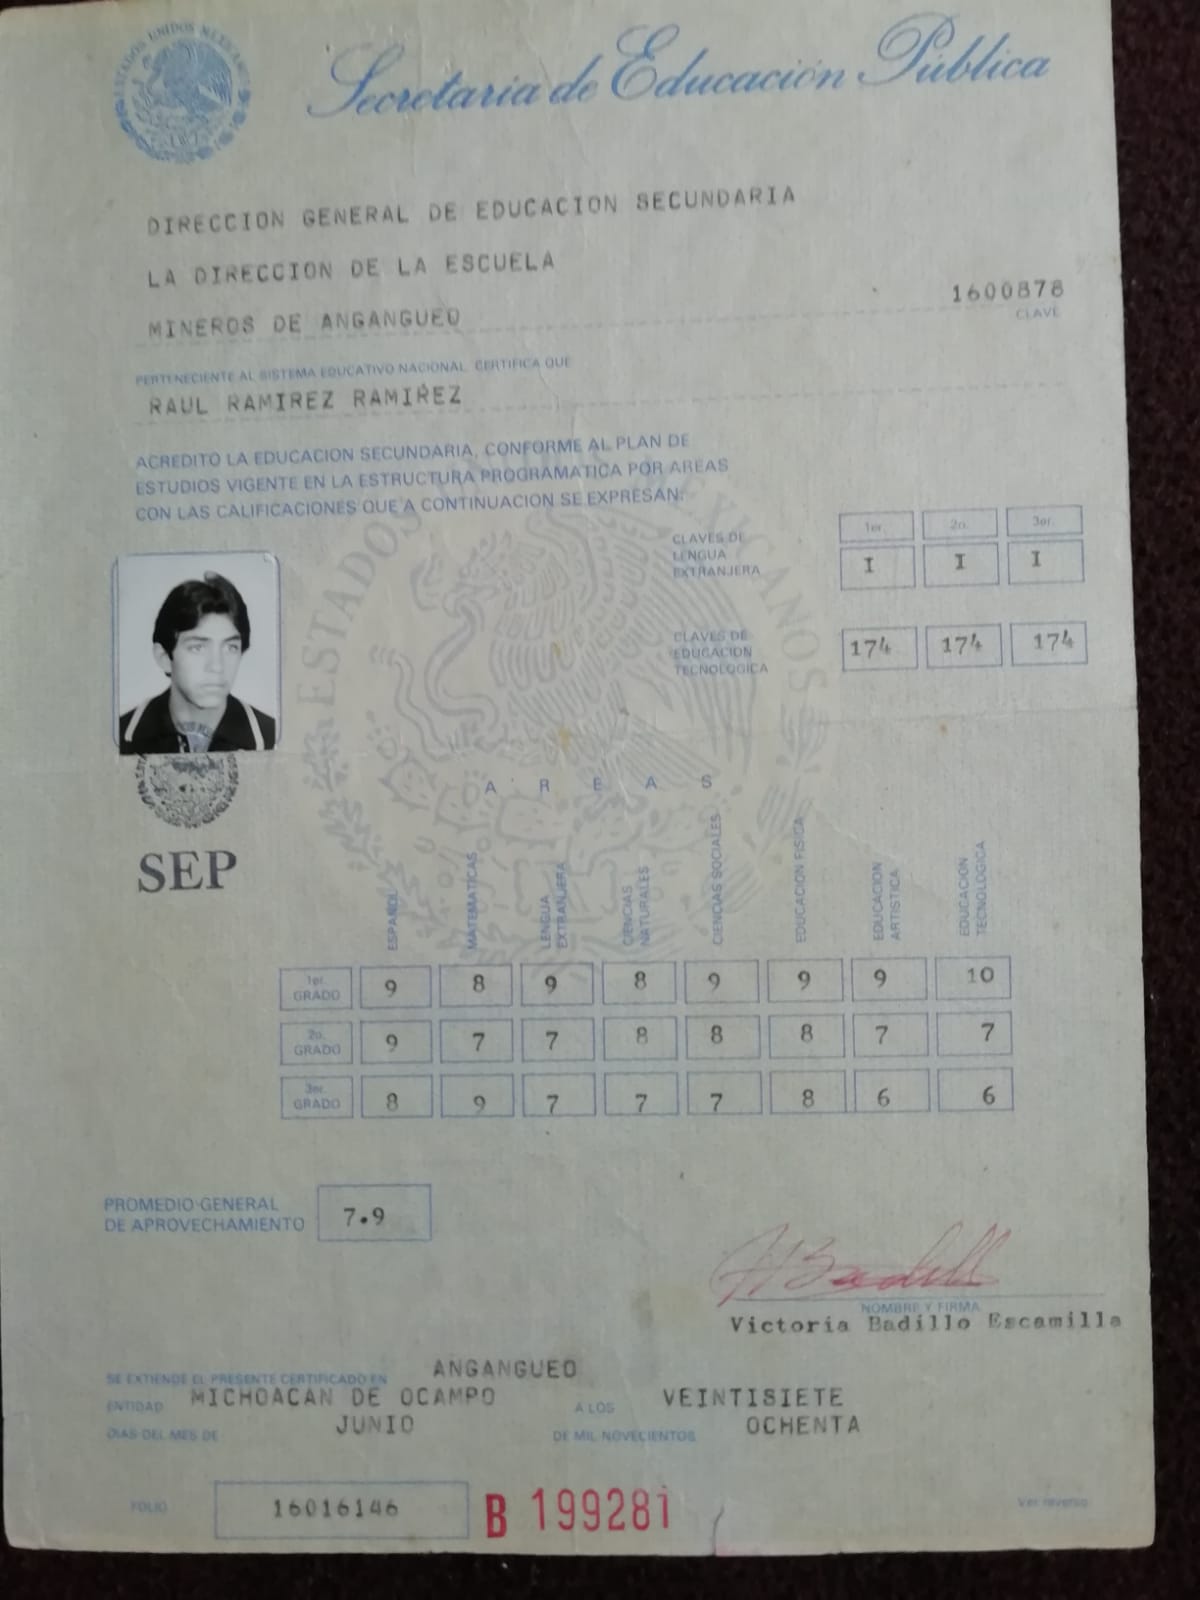 ESTADOS UNIDOS MEXICANOS
Secretaria de Educación Pública
DIRECCION GENERAL DE EDUCACION SECUNDARIA
LA DIRECCION DE LA ESCUELA
MINEROS DE ANGANGUEO
1600878
CLAVE
PERTENECIENTE AL SISTEMA EDUCATIVO NACIONAL, CERTIFICA QUE
RAUL RAMIREZ RAMIREZ
ACREDITO LA EDUCACION SECUNDARIA, CONFORME AL PLAN DE
ESTUDIOS VIGENTE EN LA ESTRUCTURA PROGRAMATICA POR AREAS
CON LAS CALIFICACIONES QUE A CONTINUACION SE EXPRESAN:
ESTADOS UNIDOS MEXICANOS
1er. 2o. 3er.
CLAVES DE
LENGUA
EXTRANJERA
I I I
CLAVES DE
EDUCACION
TECNOLOGICA
174 174 174
SEP
A R E A S
ESPAÑOL
MATEMATICAS
LENGUA
EXTRANJERA
CIENCIAS
NATURALES
CIENCIAS SOCIALES
EDUCACION FISICA
EDUCACION
ARTISTICA
EDUCACION
TECNOLOGICA
1er. GRADO 9 8 9 8 9 9 9 10
2o. GRADO 9 7 7 8 8 8 7 7
3er. GRADO 8 9 7 7 7 8 6 6
PROMEDIO GENERAL
DE APROVECHAMIENTO
7.9
NOMBRE Y FIRMA
Victoria Badillo Escamilla
SE EXTIENDE EL PRESENTE CERTIFICADO EN ANGANGUEO
ENTIDAD MICHOACAN DE OCAMPO A LOS VEINTISIETE
DIAS DEL MES DE JUNIO DE MIL NOVECIENTOS OCHENTA
FOLIO 16016146 B 199281 Ver reverso